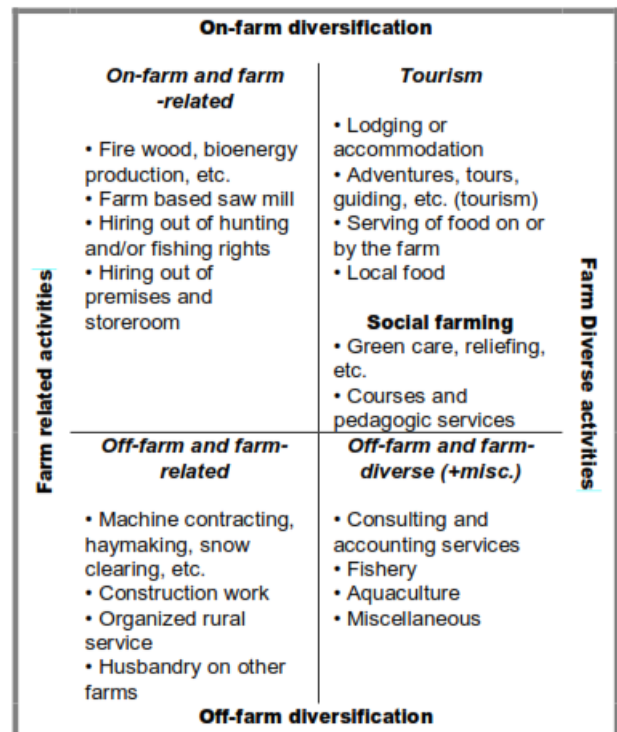 On-farm diversification
On-farm and farm
-related
• Fire wood, bioenergy
production, etc.
• Farm based saw mill
• Hiring out of hunting
and/or fishing rights
• Hiring out of
premises and
storeroom
Tourism
• Lodging or
accommodation
• Adventures, tours,
guiding, etc. (tourism)
• Serving of food on or
by the farm
• Local food
Social farming
• Green care, reliefing,
etc.
• Courses and
pedagogic services
Farm related activities
Farm Diverse activities
Off-farm and farm-
related
• Machine contracting,
haymaking, snow
clearing, etc.
• Construction work
• Organized rural
service
• Husbandry on other
farms
Off-farm and farm-
diverse (+misc.)
• Consulting and
accounting services
• Fishery
• Aquaculture
• Miscellaneous
Off-farm diversification